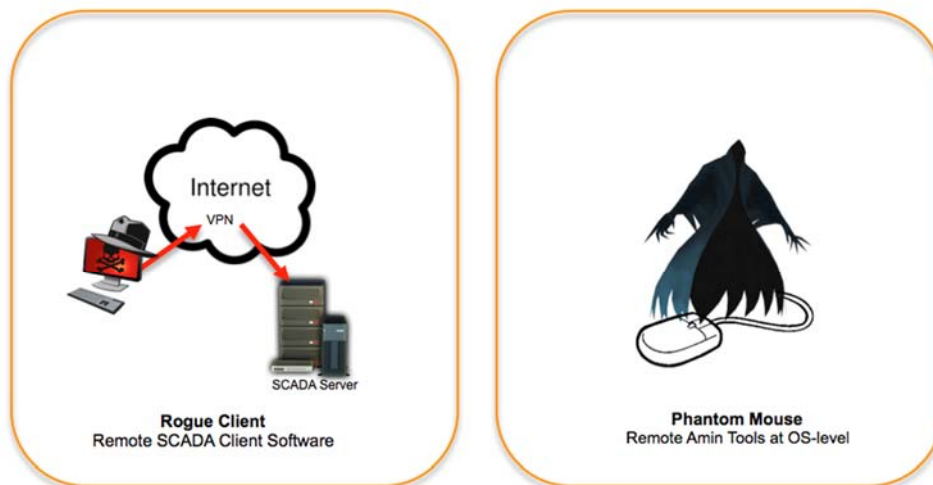 Internet
VPN
SCADA Server
Rogue Client
Remote SCADA Client Software
Phantom Mouse
Remote Amin Tools at OS-level